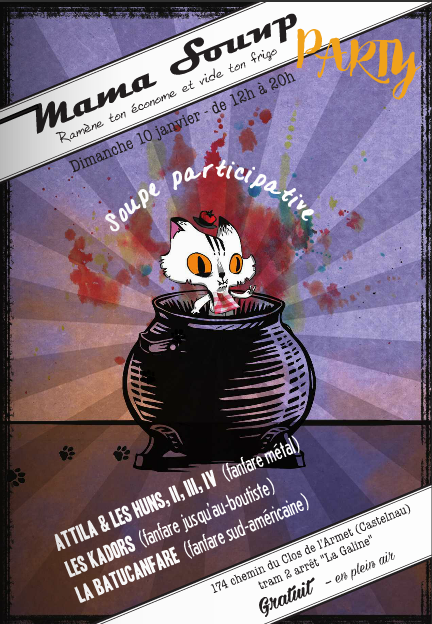 Mama Sounp
PARTY
Ramène ton économe et vide ton frigo
Dimanche 10 janvier - de 12h à 20h
Soupe participative
ATTILA & LES HUNS, II, III, IV (fanfare métal)
LES KADORS (fanfare jusqu'au-boutiste)
LA BATUCANFARE (fanfare sud-américaine)
174 chemin du Clos de l'Armet (Castelnau)
tram 2 arrêt "La Galine"
Gratuit - en plein air